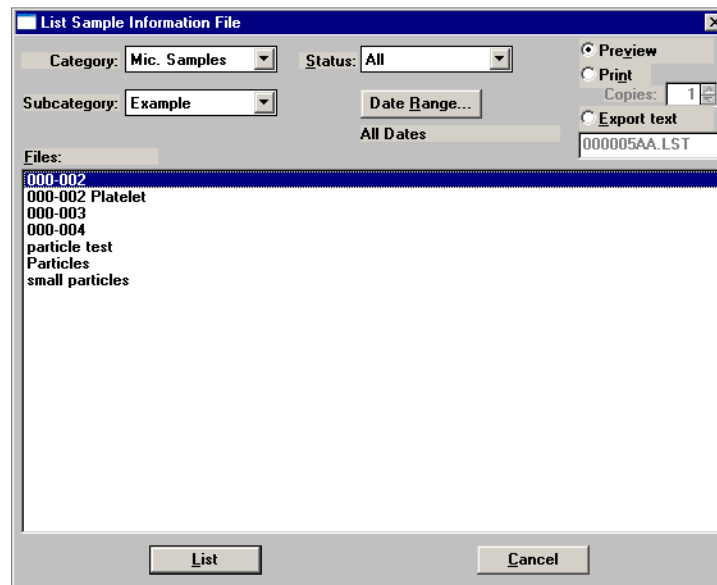 List Sample Information File
Category: Mic. Samples Status: All
Subcategory: Example Date Range...
All Dates
Preview
Print
Copies: 1
Export text
000005AA.LST
Files:
000-002
000-002 Platelet
000-003
000-004
particle test
Particles
small particles
List Cancel